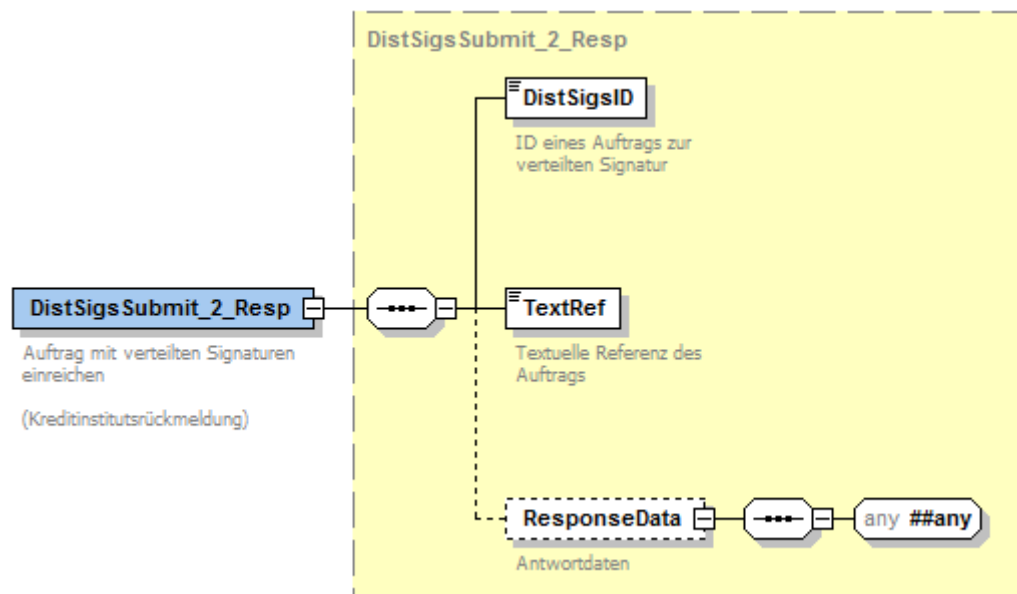 DistSigsSubmit_2_Resp
DistSigsID
ID eines Auftrags zur
verteilten Signatur
DistSigsSubmit_2_Resp
Auftrag mit verteilten Signaturen
einreichen
(Kreditinstitutsrückmeldung)
TextRef
Textuelle Referenz des
Auftrags
ResponseData
any ##any
Antwortdaten